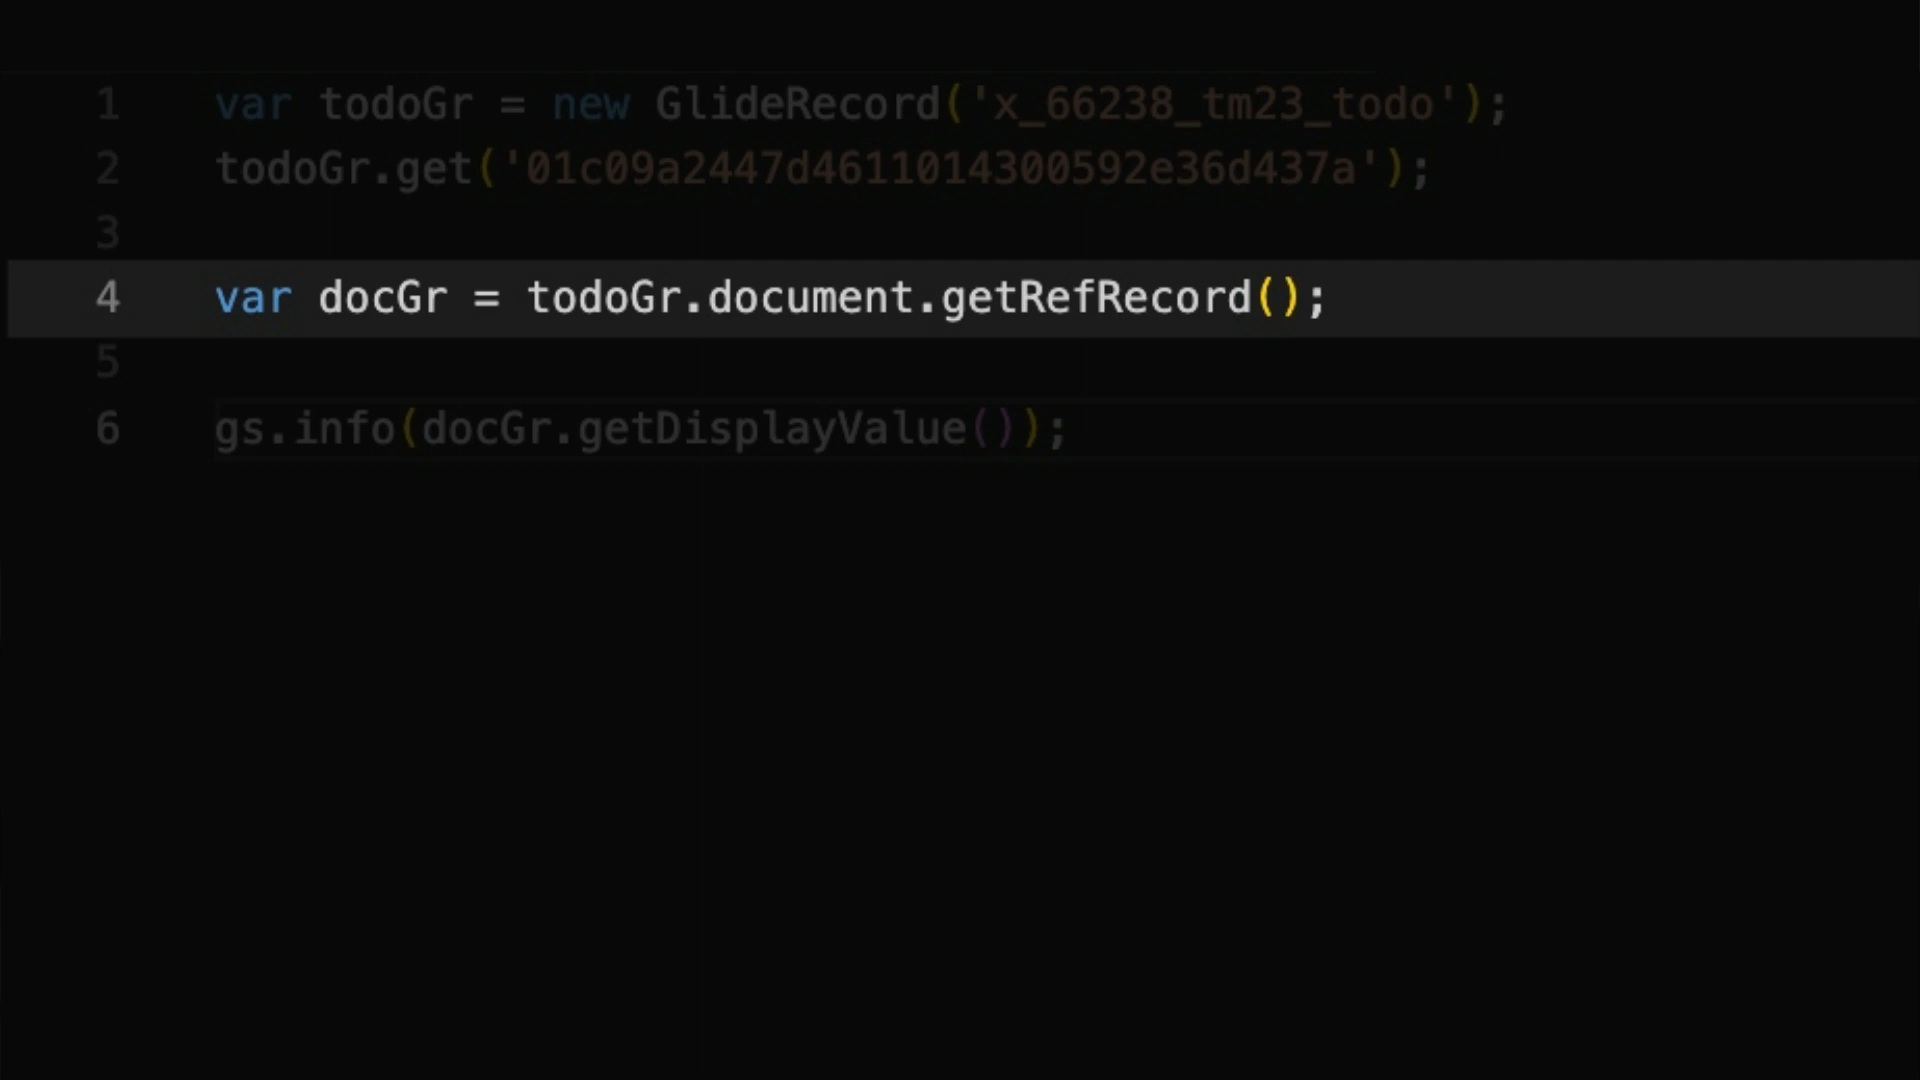 1 var todoGr = new GlideRecord('x_66238_tm23_todo');
2 todoGr.get('01c09a2447d4611014300592e36d437a');
3
4 var docGr = todoGr.document.getRefRecord();
5
6 gs.info(docGr.getDisplayValue());